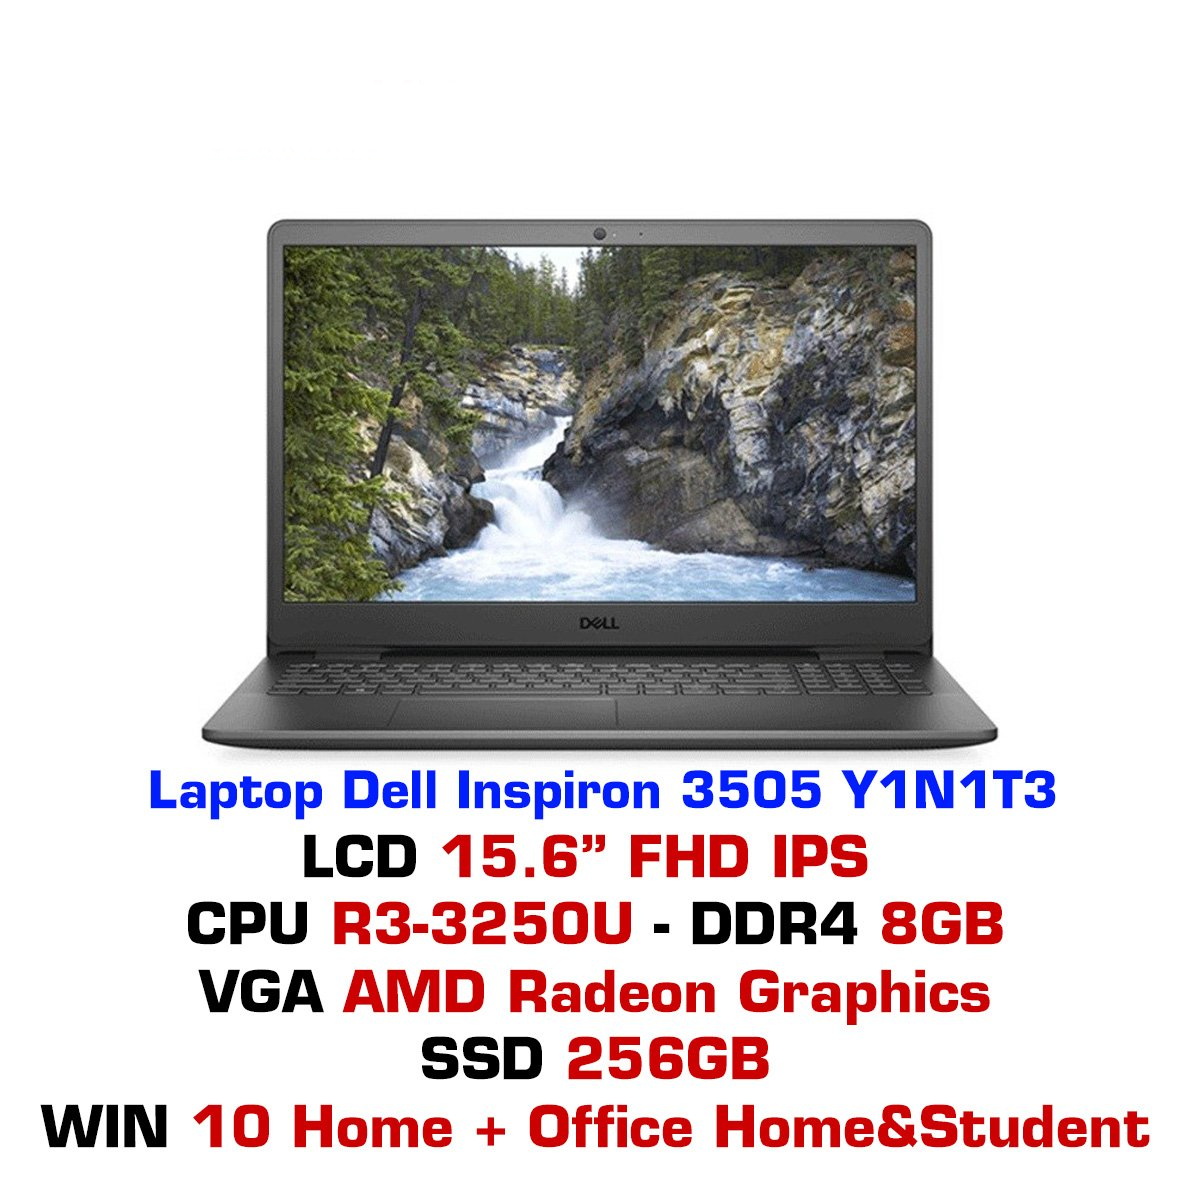 DELL
Laptop Dell Inspiron 3505 Y1N1T3
LCD 15.6” FHD IPS
CPU R3-3250U - DDR4 8GB
VGA AMD Radeon Graphics
SSD 256GB
WIN 10 Home + Office Home&Student